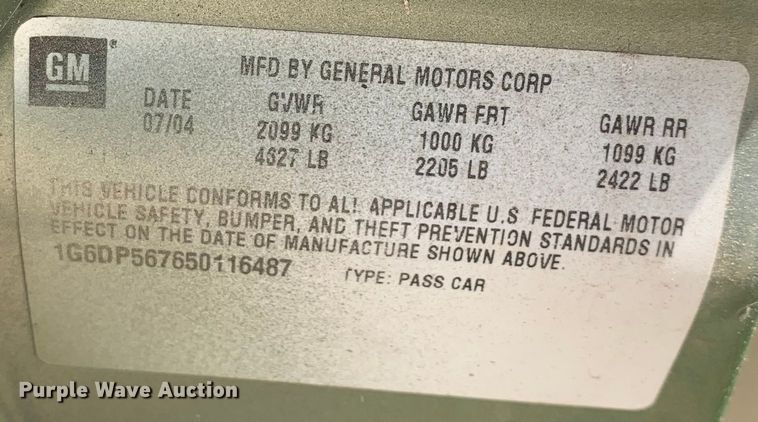 GM
MFD BY GENERAL MOTORS CORP
DATE GVWR GAWR FRT GAWR RR
07/04 2099 KG 1000 KG 1099 KG
4627 LB 2205 LB 2422 LB
THIS VEHICLE CONFORMS TO ALL APPLICABLE U.S FEDERAL MOTOR
VEHICLE SAFETY, BUMPER, AND THEFT PREVENTION STANDARDS IN
EFFECT ON THE DATE OF MANUFACTURE SHOWN ABOVE.
1G6DP567650116487 TYPE: PASS CAR
Purple Wave Auction